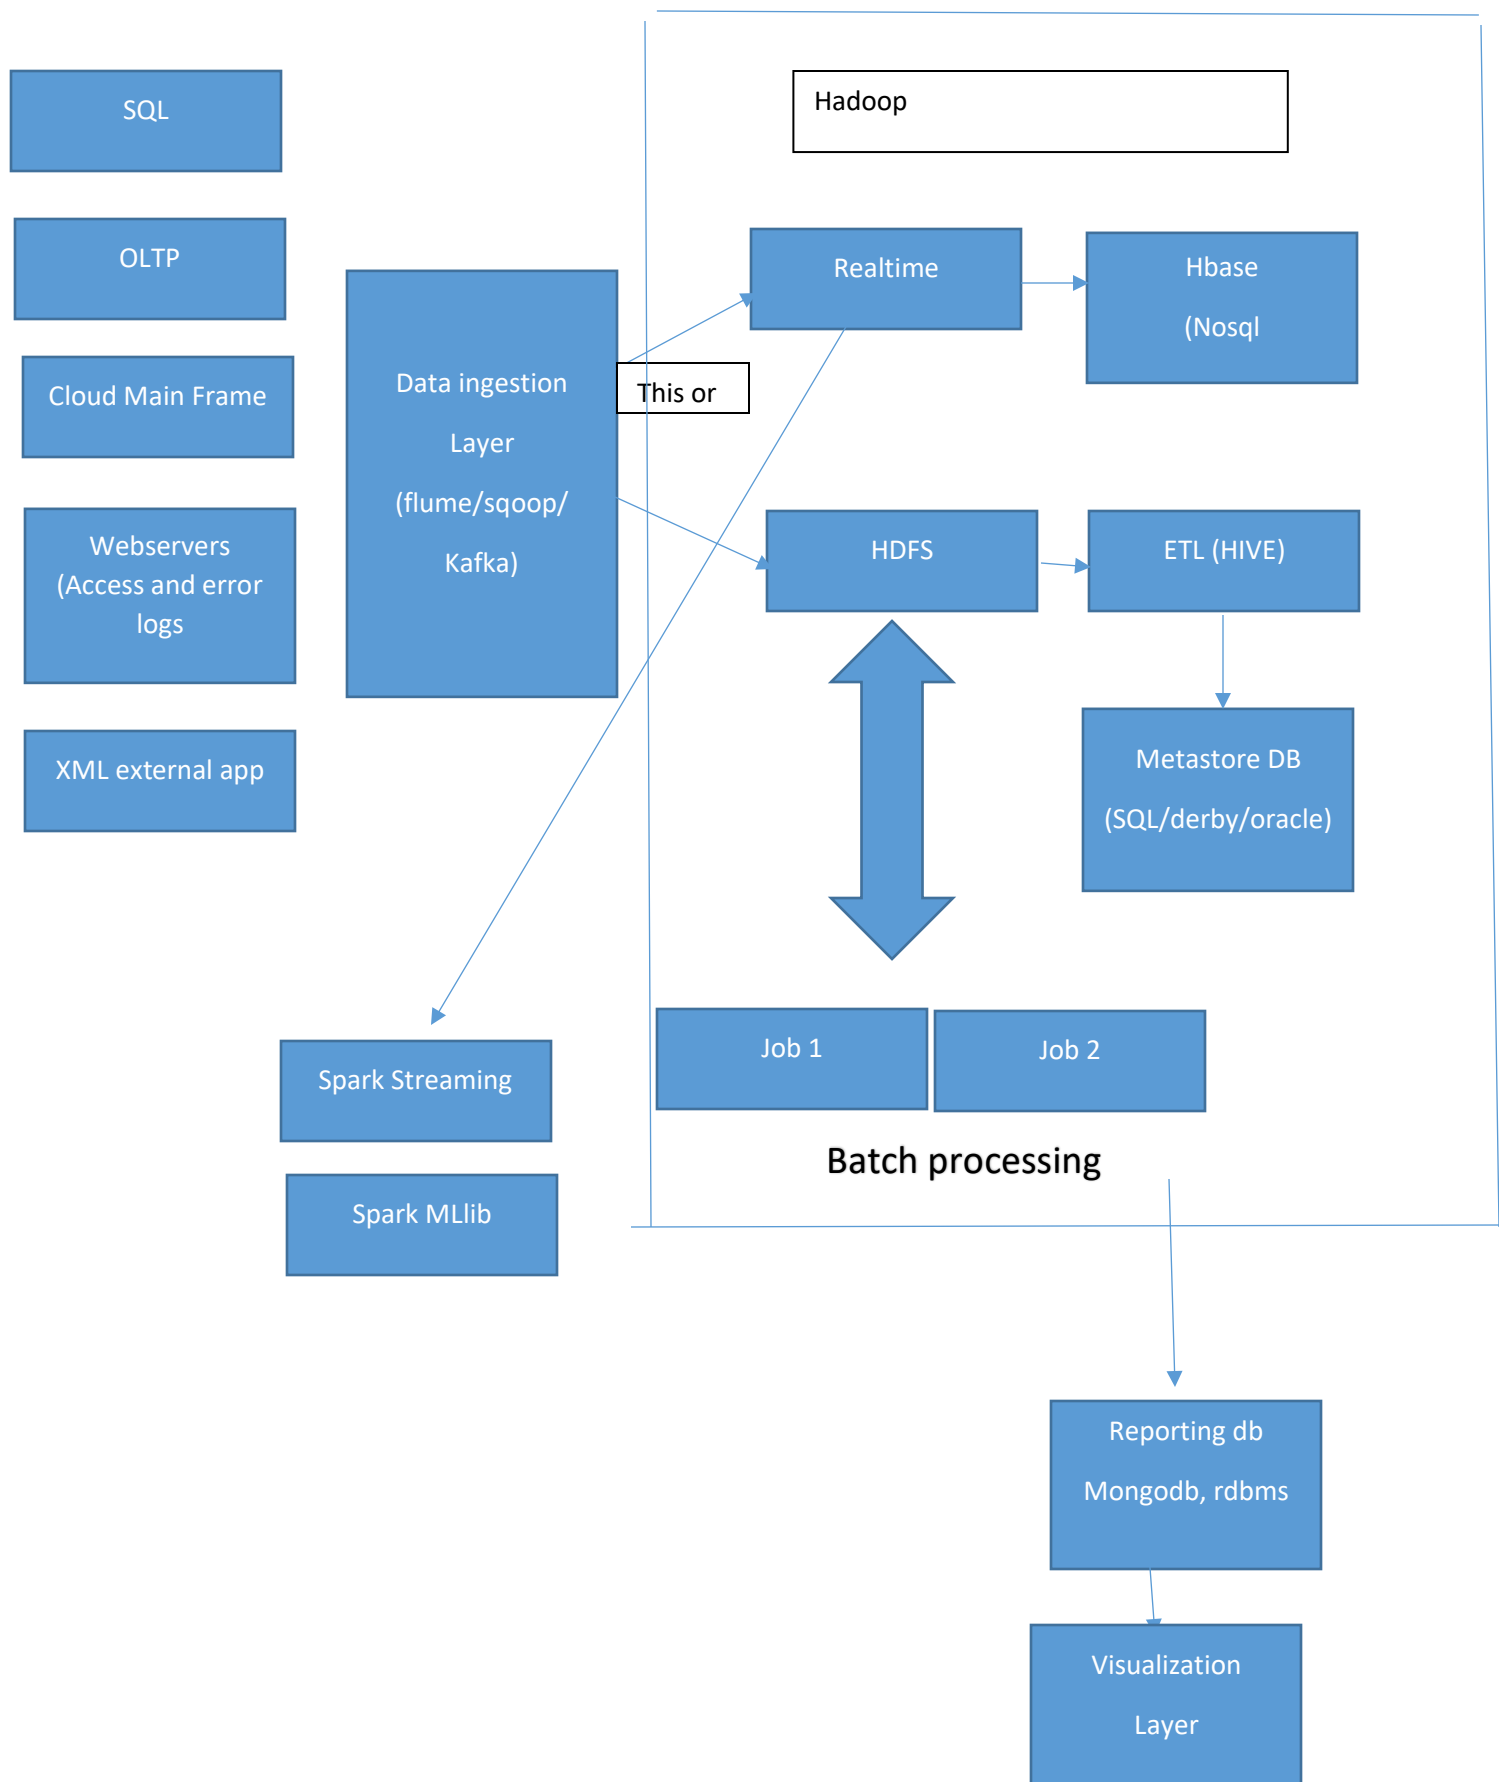 SQL
OLTP
Cloud Main Frame
Webservers
(Access and error
logs
XML external app
Data ingestion
Layer
(flume/sqoop/
Kafka)
This or
Hadoop
Realtime
Hbase
(Nosql
HDFS
ETL (HIVE)
Metastore DB
(SQL/derby/oracle)
Job 1
Job 2
Batch processing
Spark Streaming
Spark MLlib
Reporting db
Mongodb, rdbms
Visualization
Layer